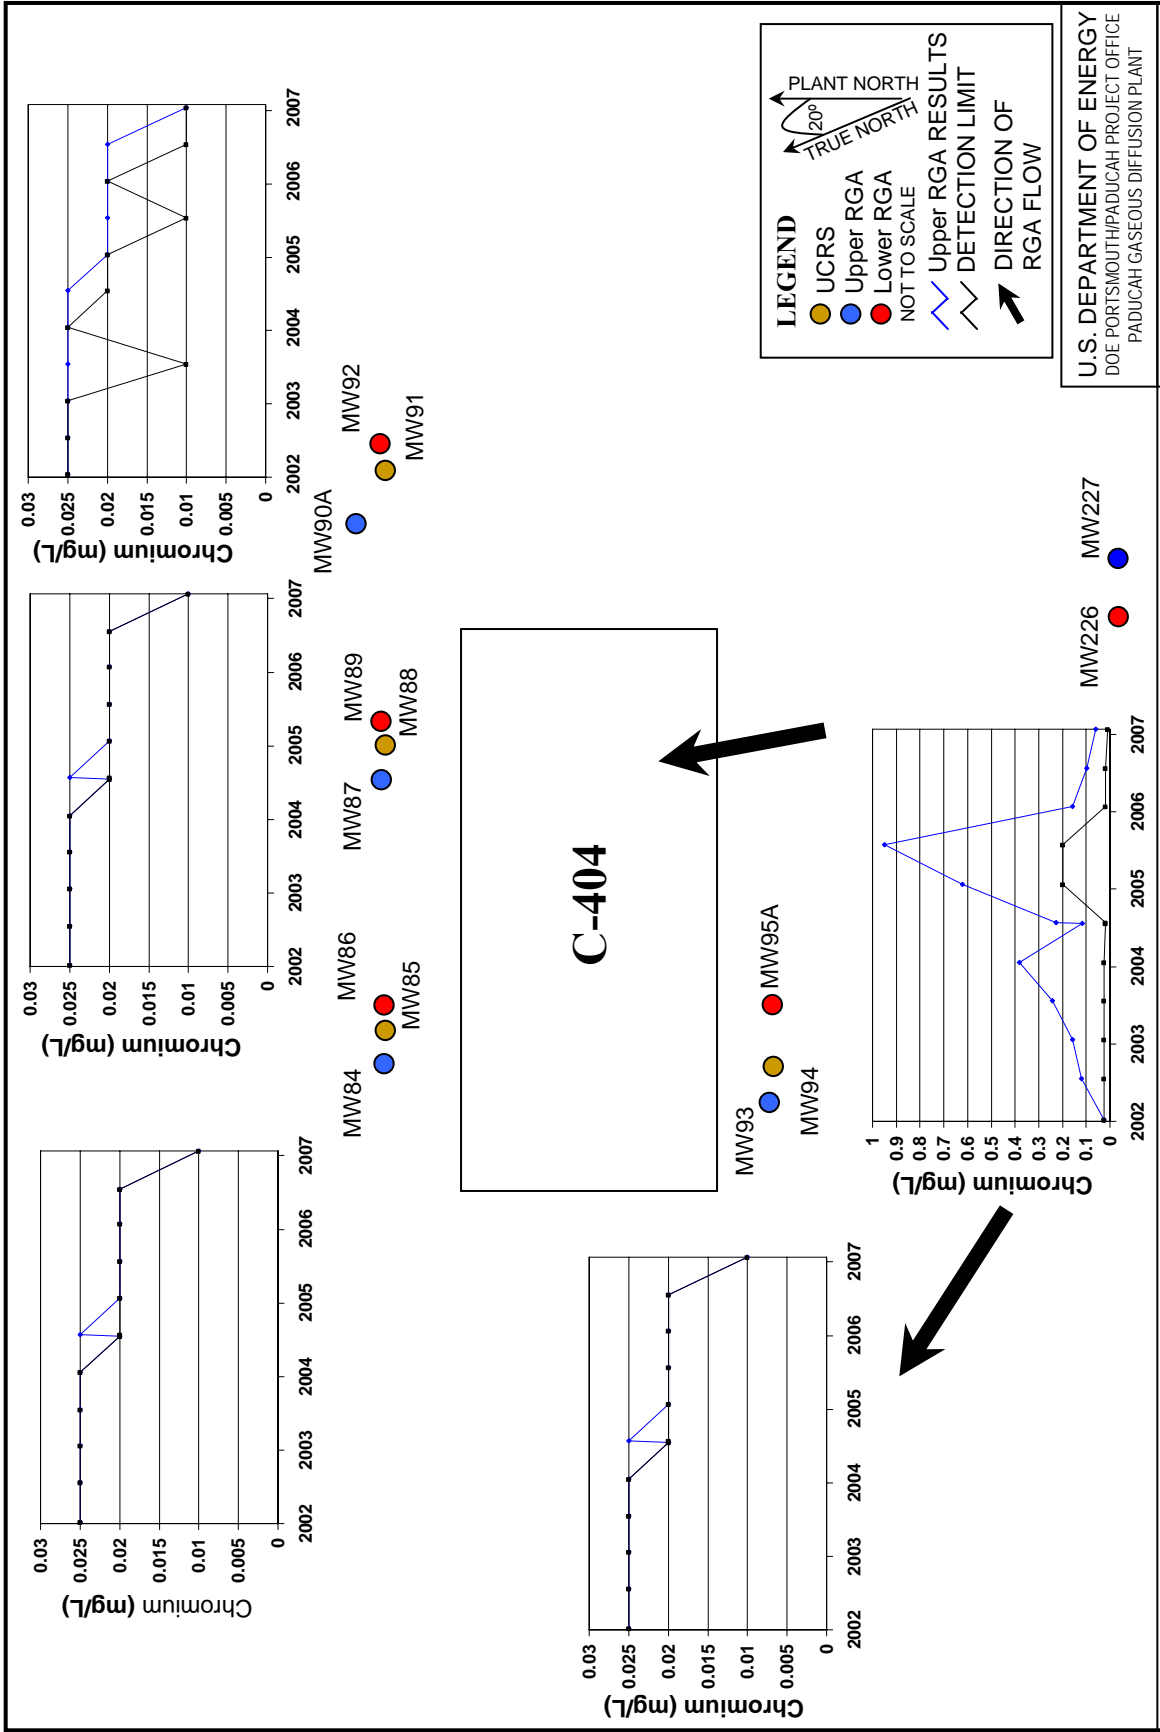 Chromium (mg/L)
0.03
0.025
0.02
0.015
0.01
0.005
0
2002
2003
2004
2005
2006
2007
Chromium (mg/L)
0.03
0.025
0.02
0.015
0.01
0.005
0
2002
2003
2004
2005
2006
2007
Chromium (mg/L)
0.03
0.025
0.02
0.015
0.01
0.005
0
2002
2003
2004
2005
2006
2007
MW84
MW86
MW85
MW87
MW89
MW88
MW90A
MW92
MW91
C-404
MW93
MW94
MW95A
Chromium (mg/L)
0.03
0.025
0.02
0.015
0.01
0.005
0
2002
2003
2004
2005
2006
2007
Chromium (mg/L)
1
0.9
0.8
0.7
0.6
0.5
0.4
0.3
0.2
0.1
0
2002
2003
2004
2005
2006
2007
MW226
MW227
LEGEND
UCRS
Upper RGA
Lower RGA
NOT TO SCALE
Upper RGA RESULTS
DETECTION LIMIT
DIRECTION OF
RGA FLOW
PLANT NORTH
20º
TRUE NORTH
U.S. DEPARTMENT OF ENERGY
DOE PORTSMOUTH/PADUCAH PROJECT OFFICE
PADUCAH GASEOUS DIFFUSION PLANT